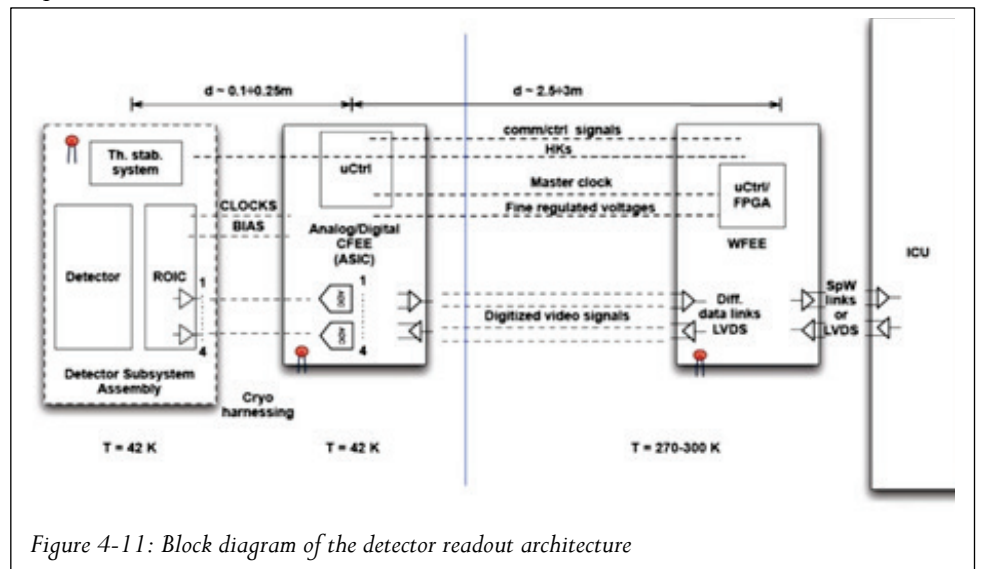 d ~ 0.1÷0.25m
d ~ 2.5÷3m
Th. stab.
system
Detector
ROIC
1
4
Detector Subsystem
Assembly
CLOCKS
BIAS
Cryo
harnessing
uCtrl
Analog/Digital
CFEE
(ASIC)
1
ADC
ADC
4
comm/ctrl signals
HKs
Master clock
Fine regulated voltages
Digitized video signals
uCtrl/
FPGA
WFEE
Diff.
data links
LVDS
SpW
links
or
LVDS
ICU
T = 42 K
T = 42 K
T = 270-300 K
Figure 4-11: Block diagram of the detector readout architecture